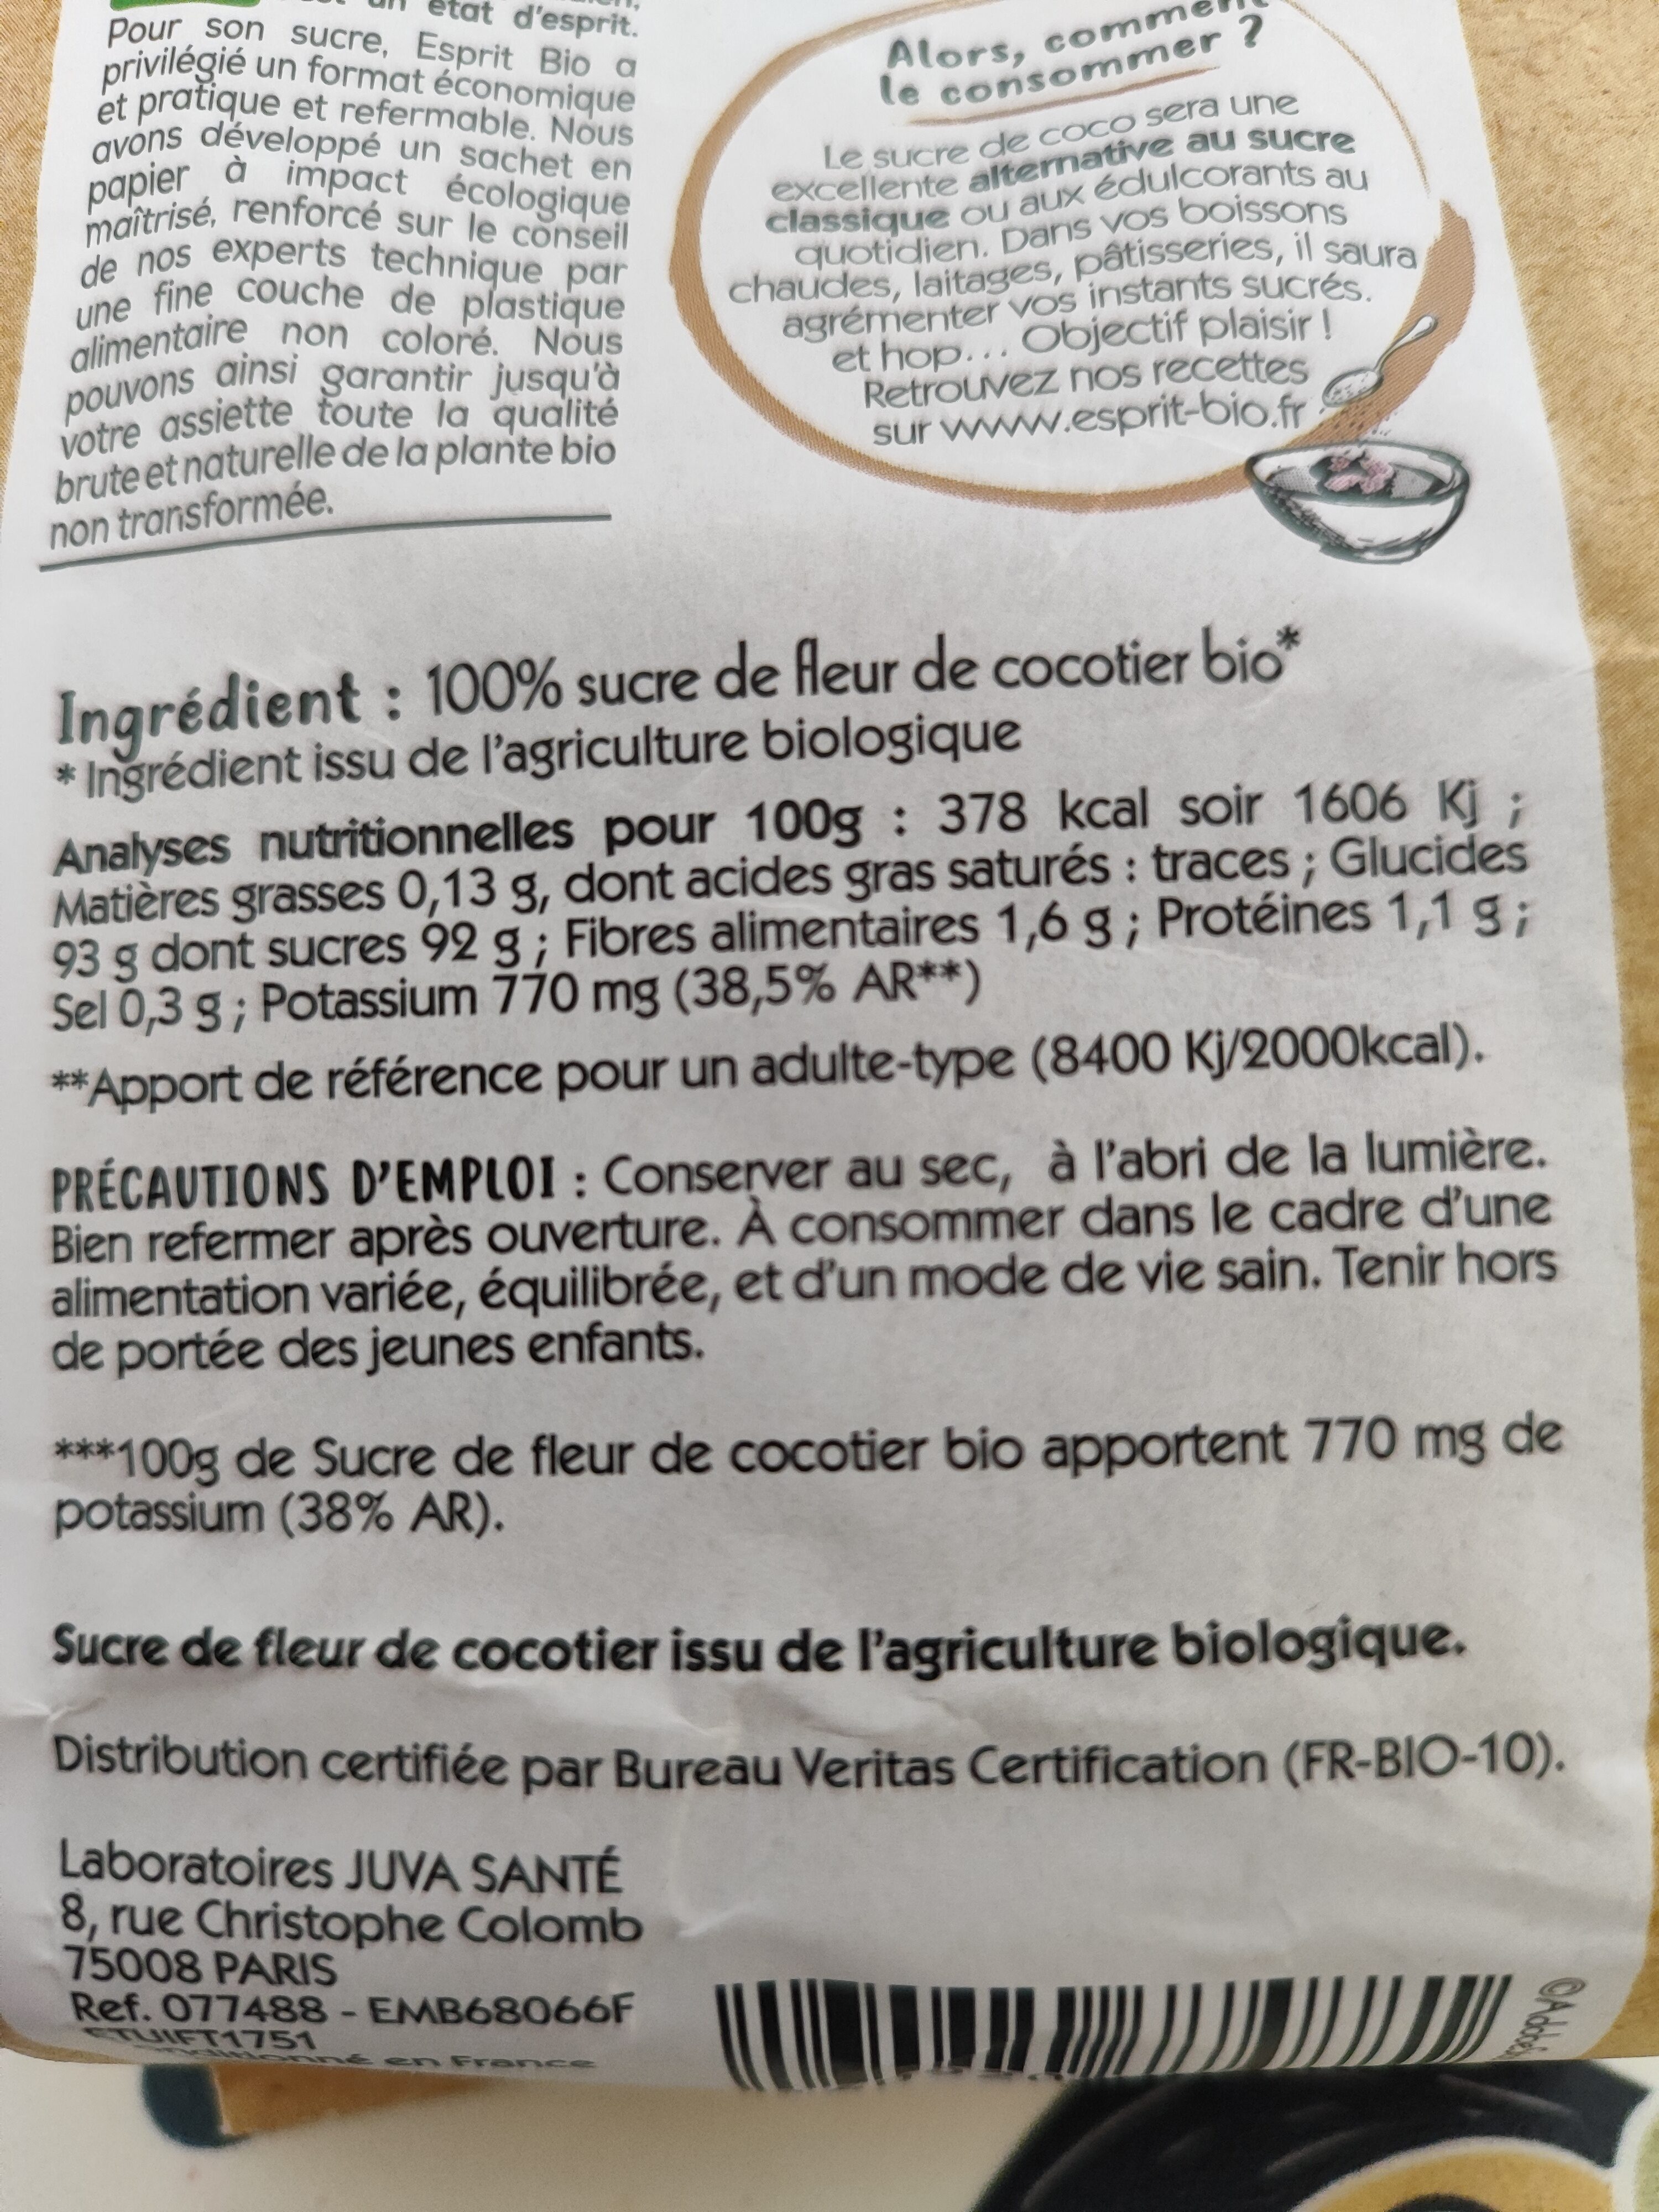 un état d'esprit.
Pour son sucre, Esprit Bio a
privilégié un format économique
et pratique et refermable. Nous
avons développé un sachet en
papier à impact écologique
maîtrisé, renforcé sur le conseil
de nos experts technique par
une fine couche de plastique
alimentaire non coloré. Nous
pouvons ainsi garantir jusqu'à
votre assiette toute la qualité
brute et naturelle de la plante bio
non transformée.
Alors, comment
le consommer ?
Le sucre de coco sera une
excellente alternative au sucre
classique ou aux édulcorants au
quotidien. Dans vos boissons
chaudes, laitages, pâtisseries, il saura
agrémenter vos instants sucrés.
et hop... Objectif plaisir !
Retrouvez nos recettes
sur www.esprit-bio.fr
Ingrédient : 100% sucre de fleur de cocotier bio*
* Ingrédient issu de l'agriculture biologique
Analyses nutritionnelles pour 100g : 378 kcal soir 1606 Kj ;
Matières grasses 0,13 g, dont acides gras saturés : traces ; Glucides
93 g dont sucres 92 g ; Fibres alimentaires 1,6 g ; Protéines 1,1 g ;
Sel 0,3 g ; Potassium 770 mg (38,5% AR**)
**Apport de référence pour un adulte-type (8400 Kj/2000kcal).
PRÉCAUTIONS D'EMPLOI : Conserver au sec, à l'abri de la lumière.
Bien refermer après ouverture. À consommer dans le cadre d'une
alimentation variée, équilibrée, et d'un mode de vie sain. Tenir hors
de portée des jeunes enfants.
***100g de Sucre de fleur de cocotier bio apportent 770 mg de
potassium (38% AR).
Sucre de fleur de cocotier issu de l'agriculture biologique.
Distribution certifiée par Bureau Veritas Certification (FR-BIO-10).
Laboratoires JUVA SANTÉ
8, rue Christophe Colomb
75008 PARIS
Ref. 077488 - EMB68066F
ETUIFT1751
en France